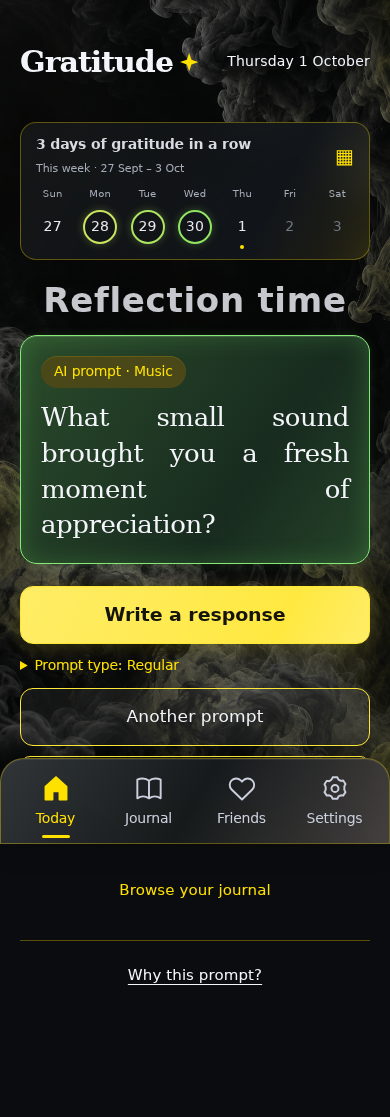 Gratitude
Thursday 1 October
3 days of gratitude in a row
This week · 27 Sept – 3 Oct
Sun Mon Tue Wed Thu Fri Sat
27 28 29 30 1 2 3
Reflection time
AI prompt · Music
What small sound
brought you a fresh
moment of
appreciation?
Write a response
Prompt type: Regular
Another prompt
Today Journal Friends Settings
Browse your journal
Why this prompt?